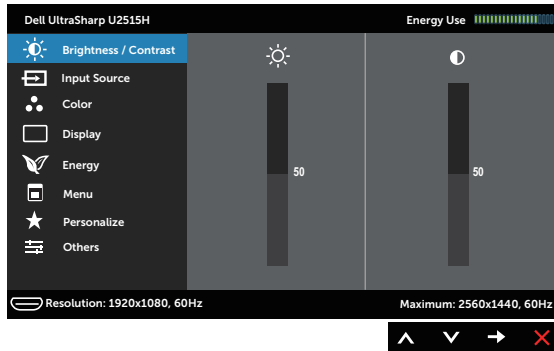 Dell UltraSharp U2515H
Energy Use
Brightness / Contrast
Input Source
Color
Display
Energy
Menu
Personalize
Others
50
50
Resolution: 1920x1080, 60Hz
Maximum: 2560x1440, 60Hz